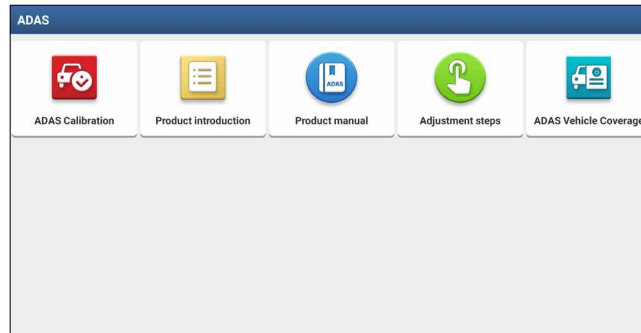 ADAS
ADAS
ADAS Calibration
Product introduction
Product manual
Adjustment steps
ADAS Vehicle Coverage